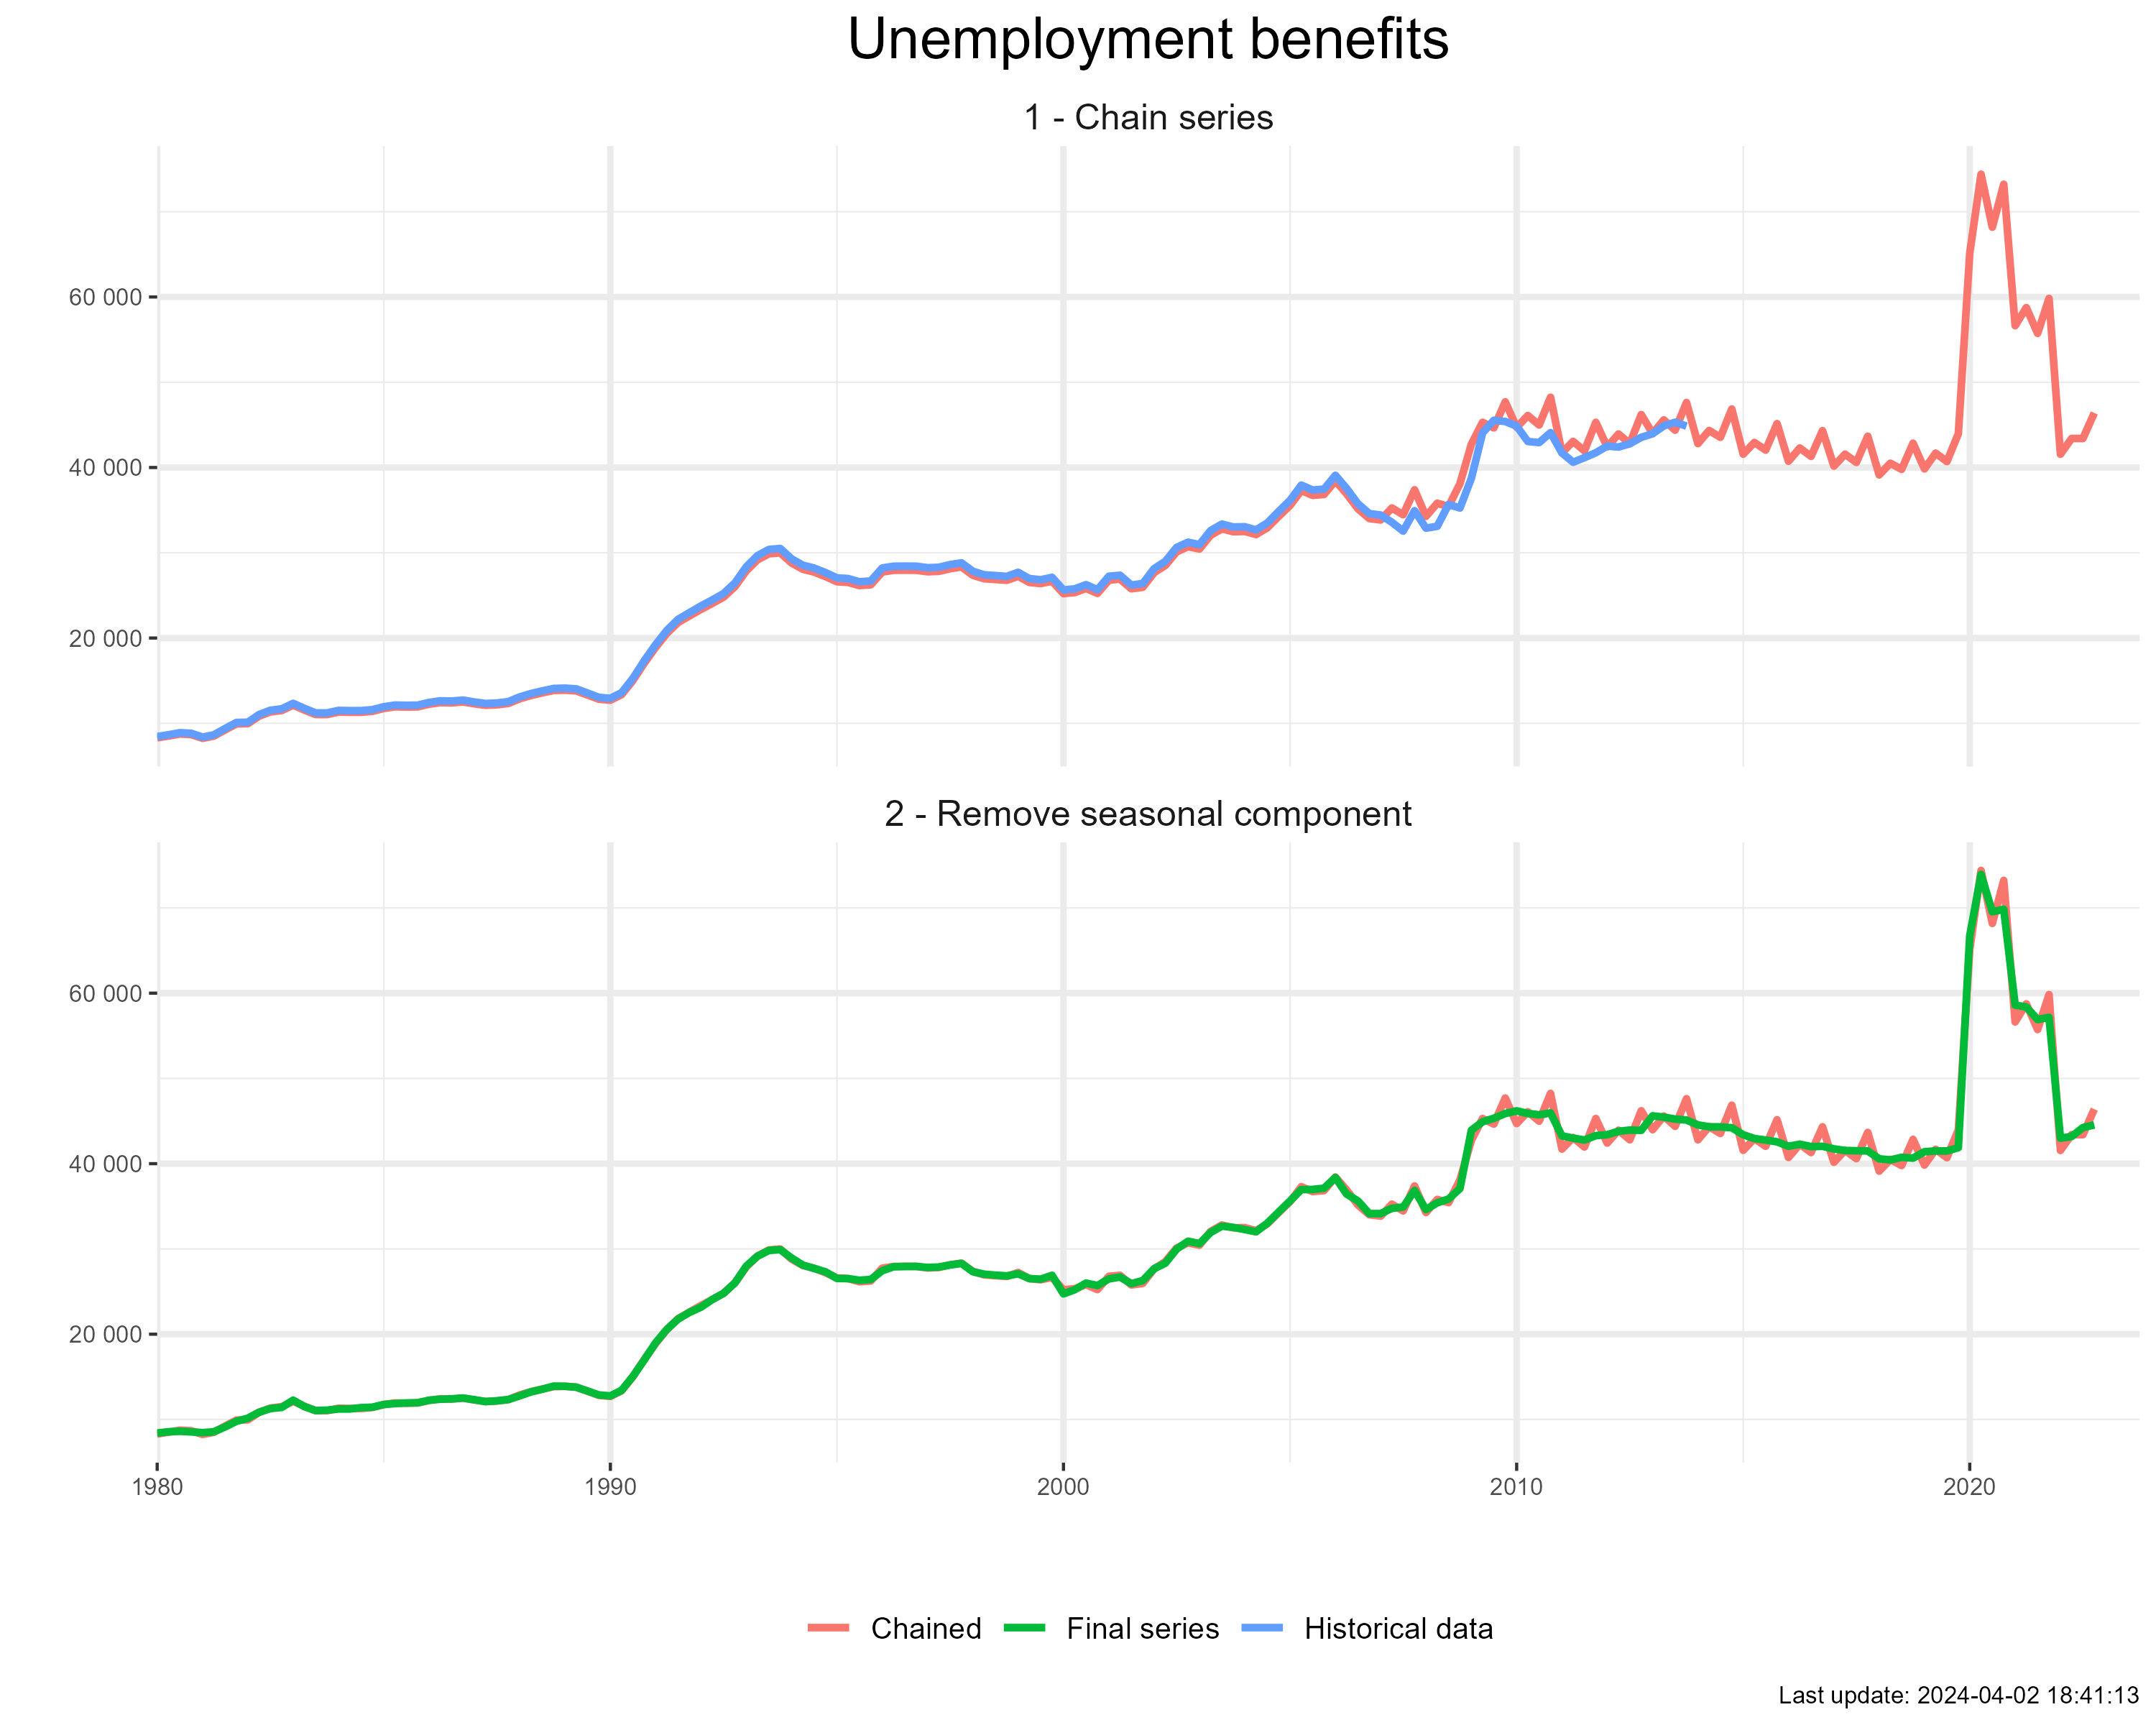 Unemployment benefits
1 - Chain series
60 000
40 000
20 000
2 - Remove seasonal component
60 000
40 000
20 000
1980 1990 2000 2010 2020
Chained Final series Historical data
Last update: 2024-04-02 18:41:13